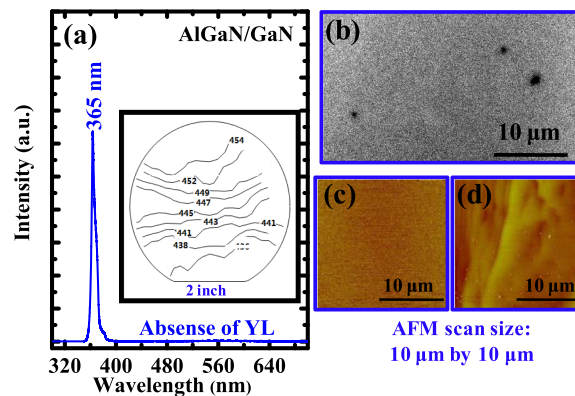 (a)
AlGaN/GaN
365 nm
Intensity (a.u.)
454
452
449
447
445
443
441
441
438
2 inch
Absense of YL
320 400 480 560 640
Wavelength (nm)
(b)
10 μm
(c)
10 μm
(d)
10 μm
AFM scan size:
10 μm by 10 μm